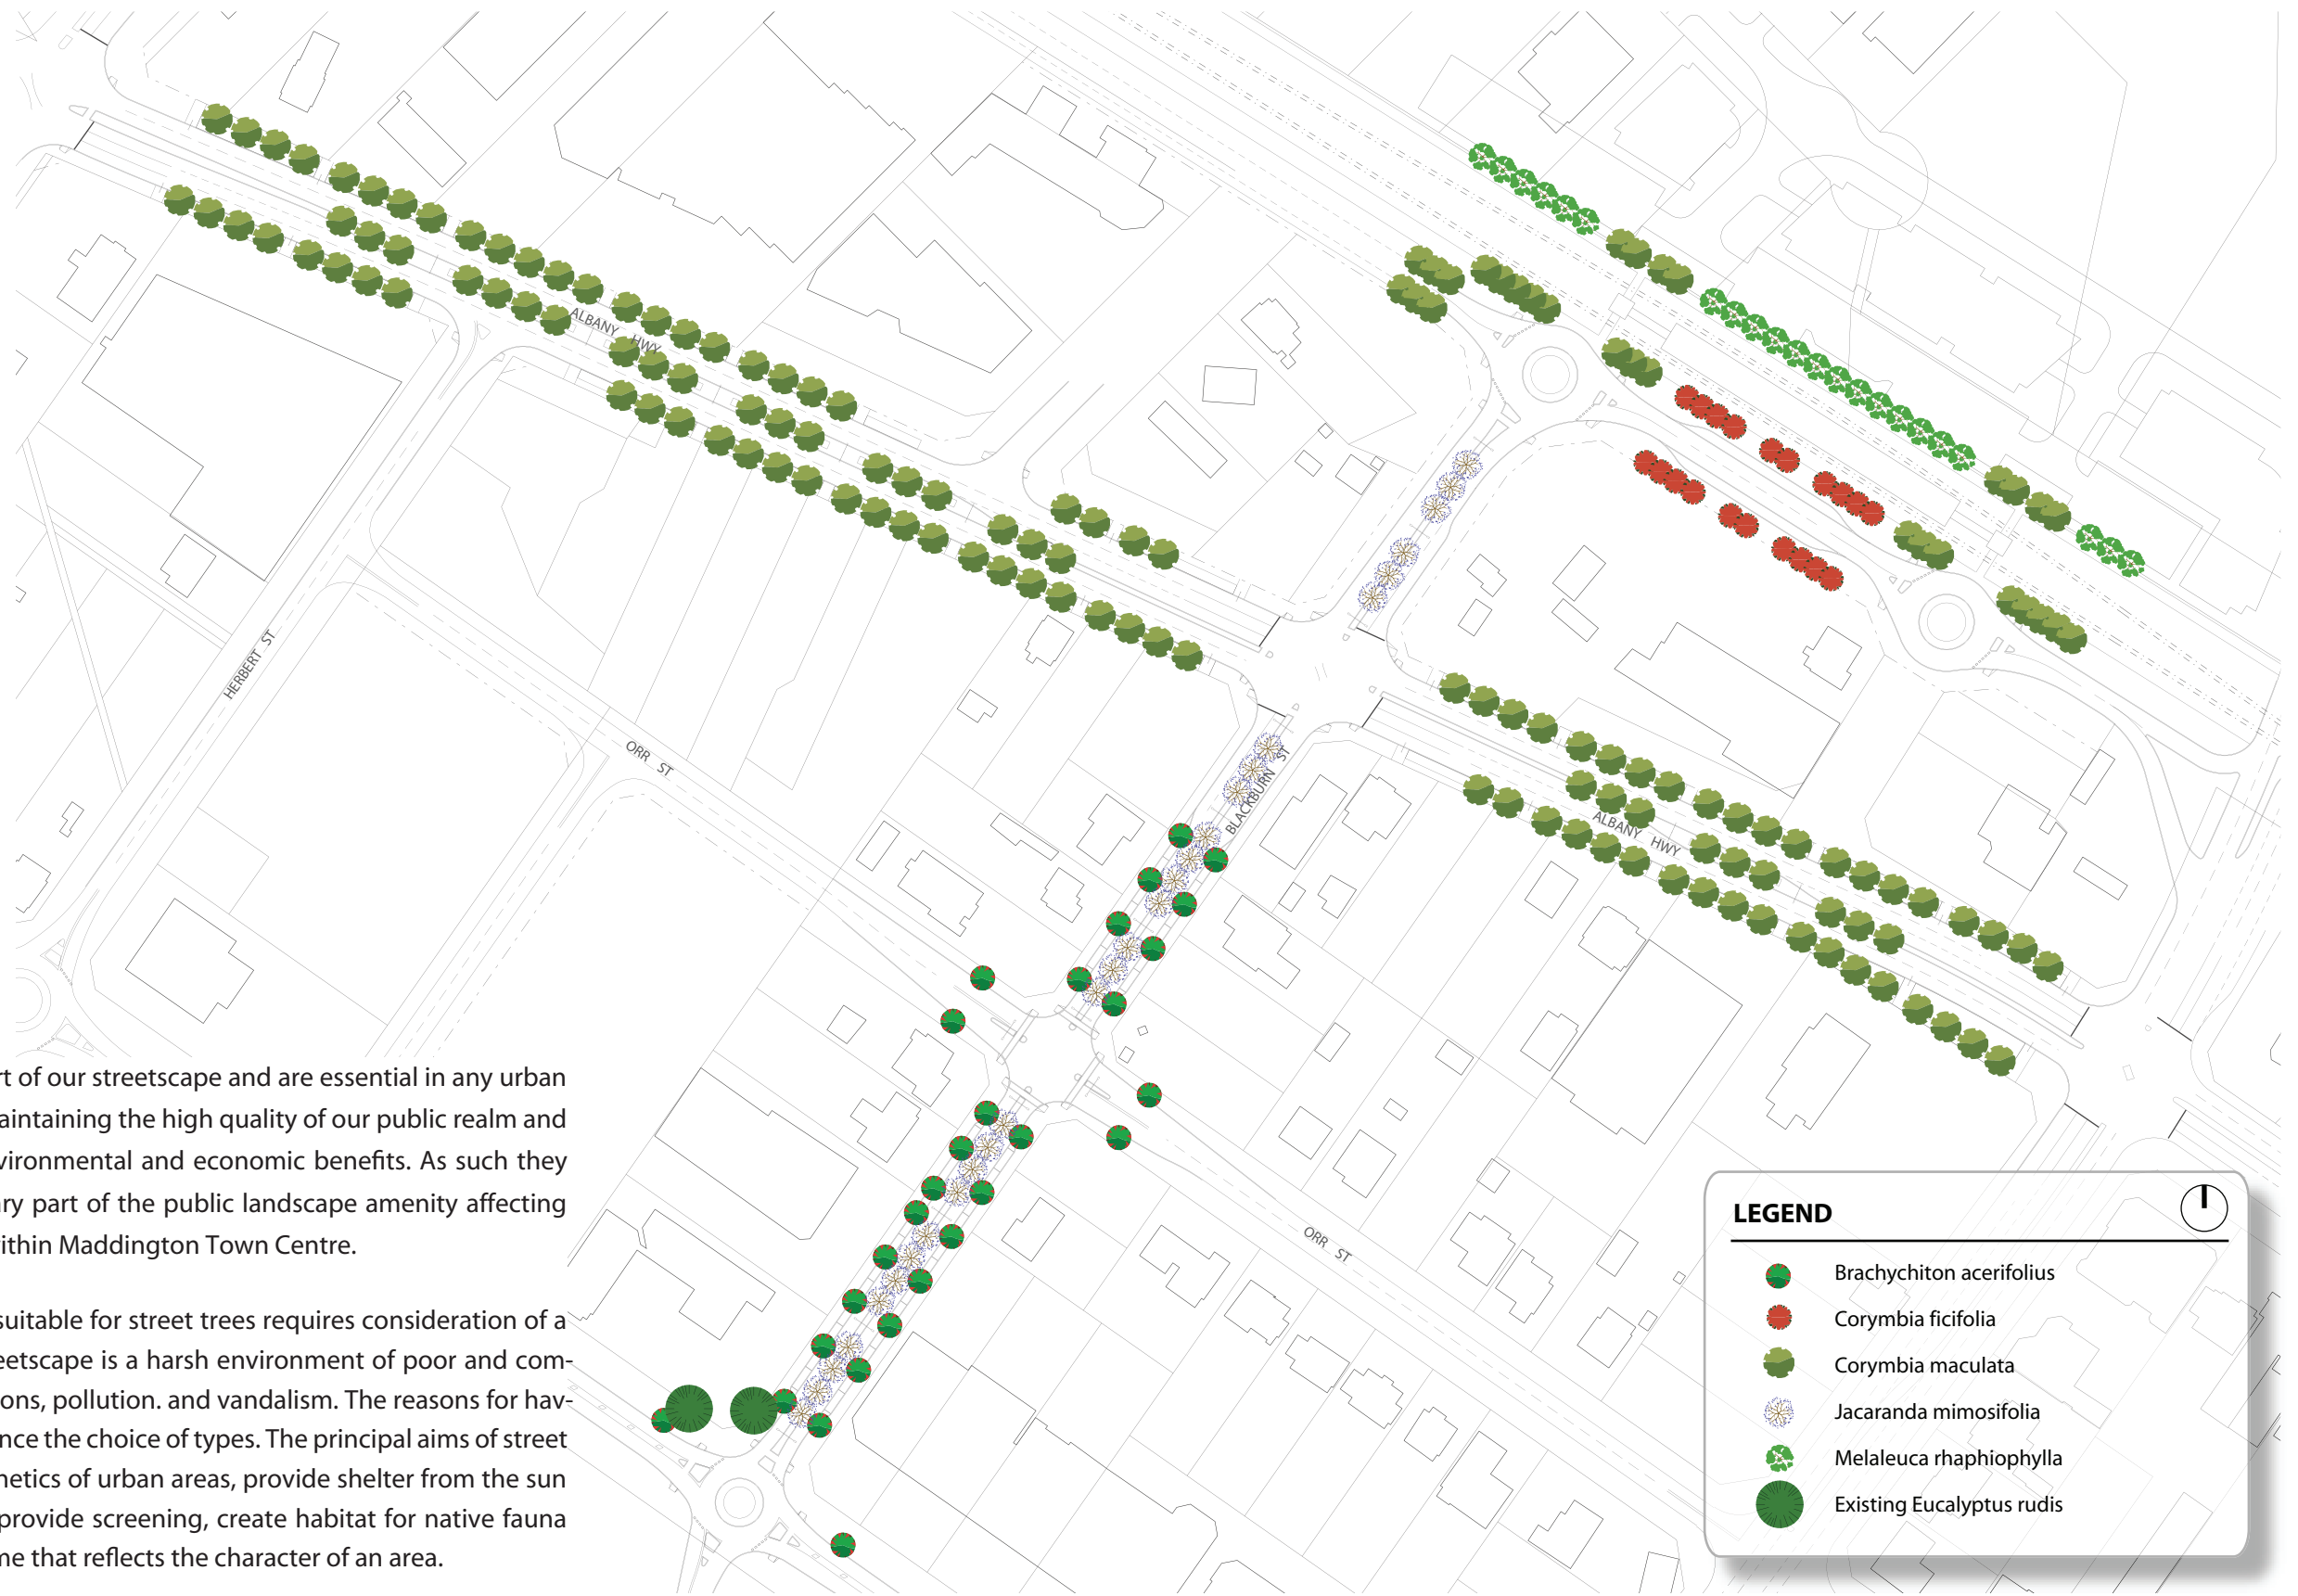 ALBANY HWY
HERBERT ST
ORR ST
BLACKBURN ST
ALBANY HWY
ORR ST
rt of our streetscape and are essential in any urban
aintaining the high quality of our public realm and
vironmental and economic benefits. As such they
ry part of the public landscape amenity affecting
ithin Maddington Town Centre.
suitable for street trees requires consideration of a
eetscape is a harsh environment of poor and com-
ons, pollution. and vandalism. The reasons for hav-
nce the choice of types. The principal aims of street
hetics of urban areas, provide shelter from the sun
provide screening, create habitat for native fauna
me that reflects the character of an area.
LEGEND
Brachychiton acerifolius
Corymbia ficifolia
Corymbia maculata
Jacaranda mimosifolia
Melaleuca rhaphiophylla
Existing Eucalyptus rudis